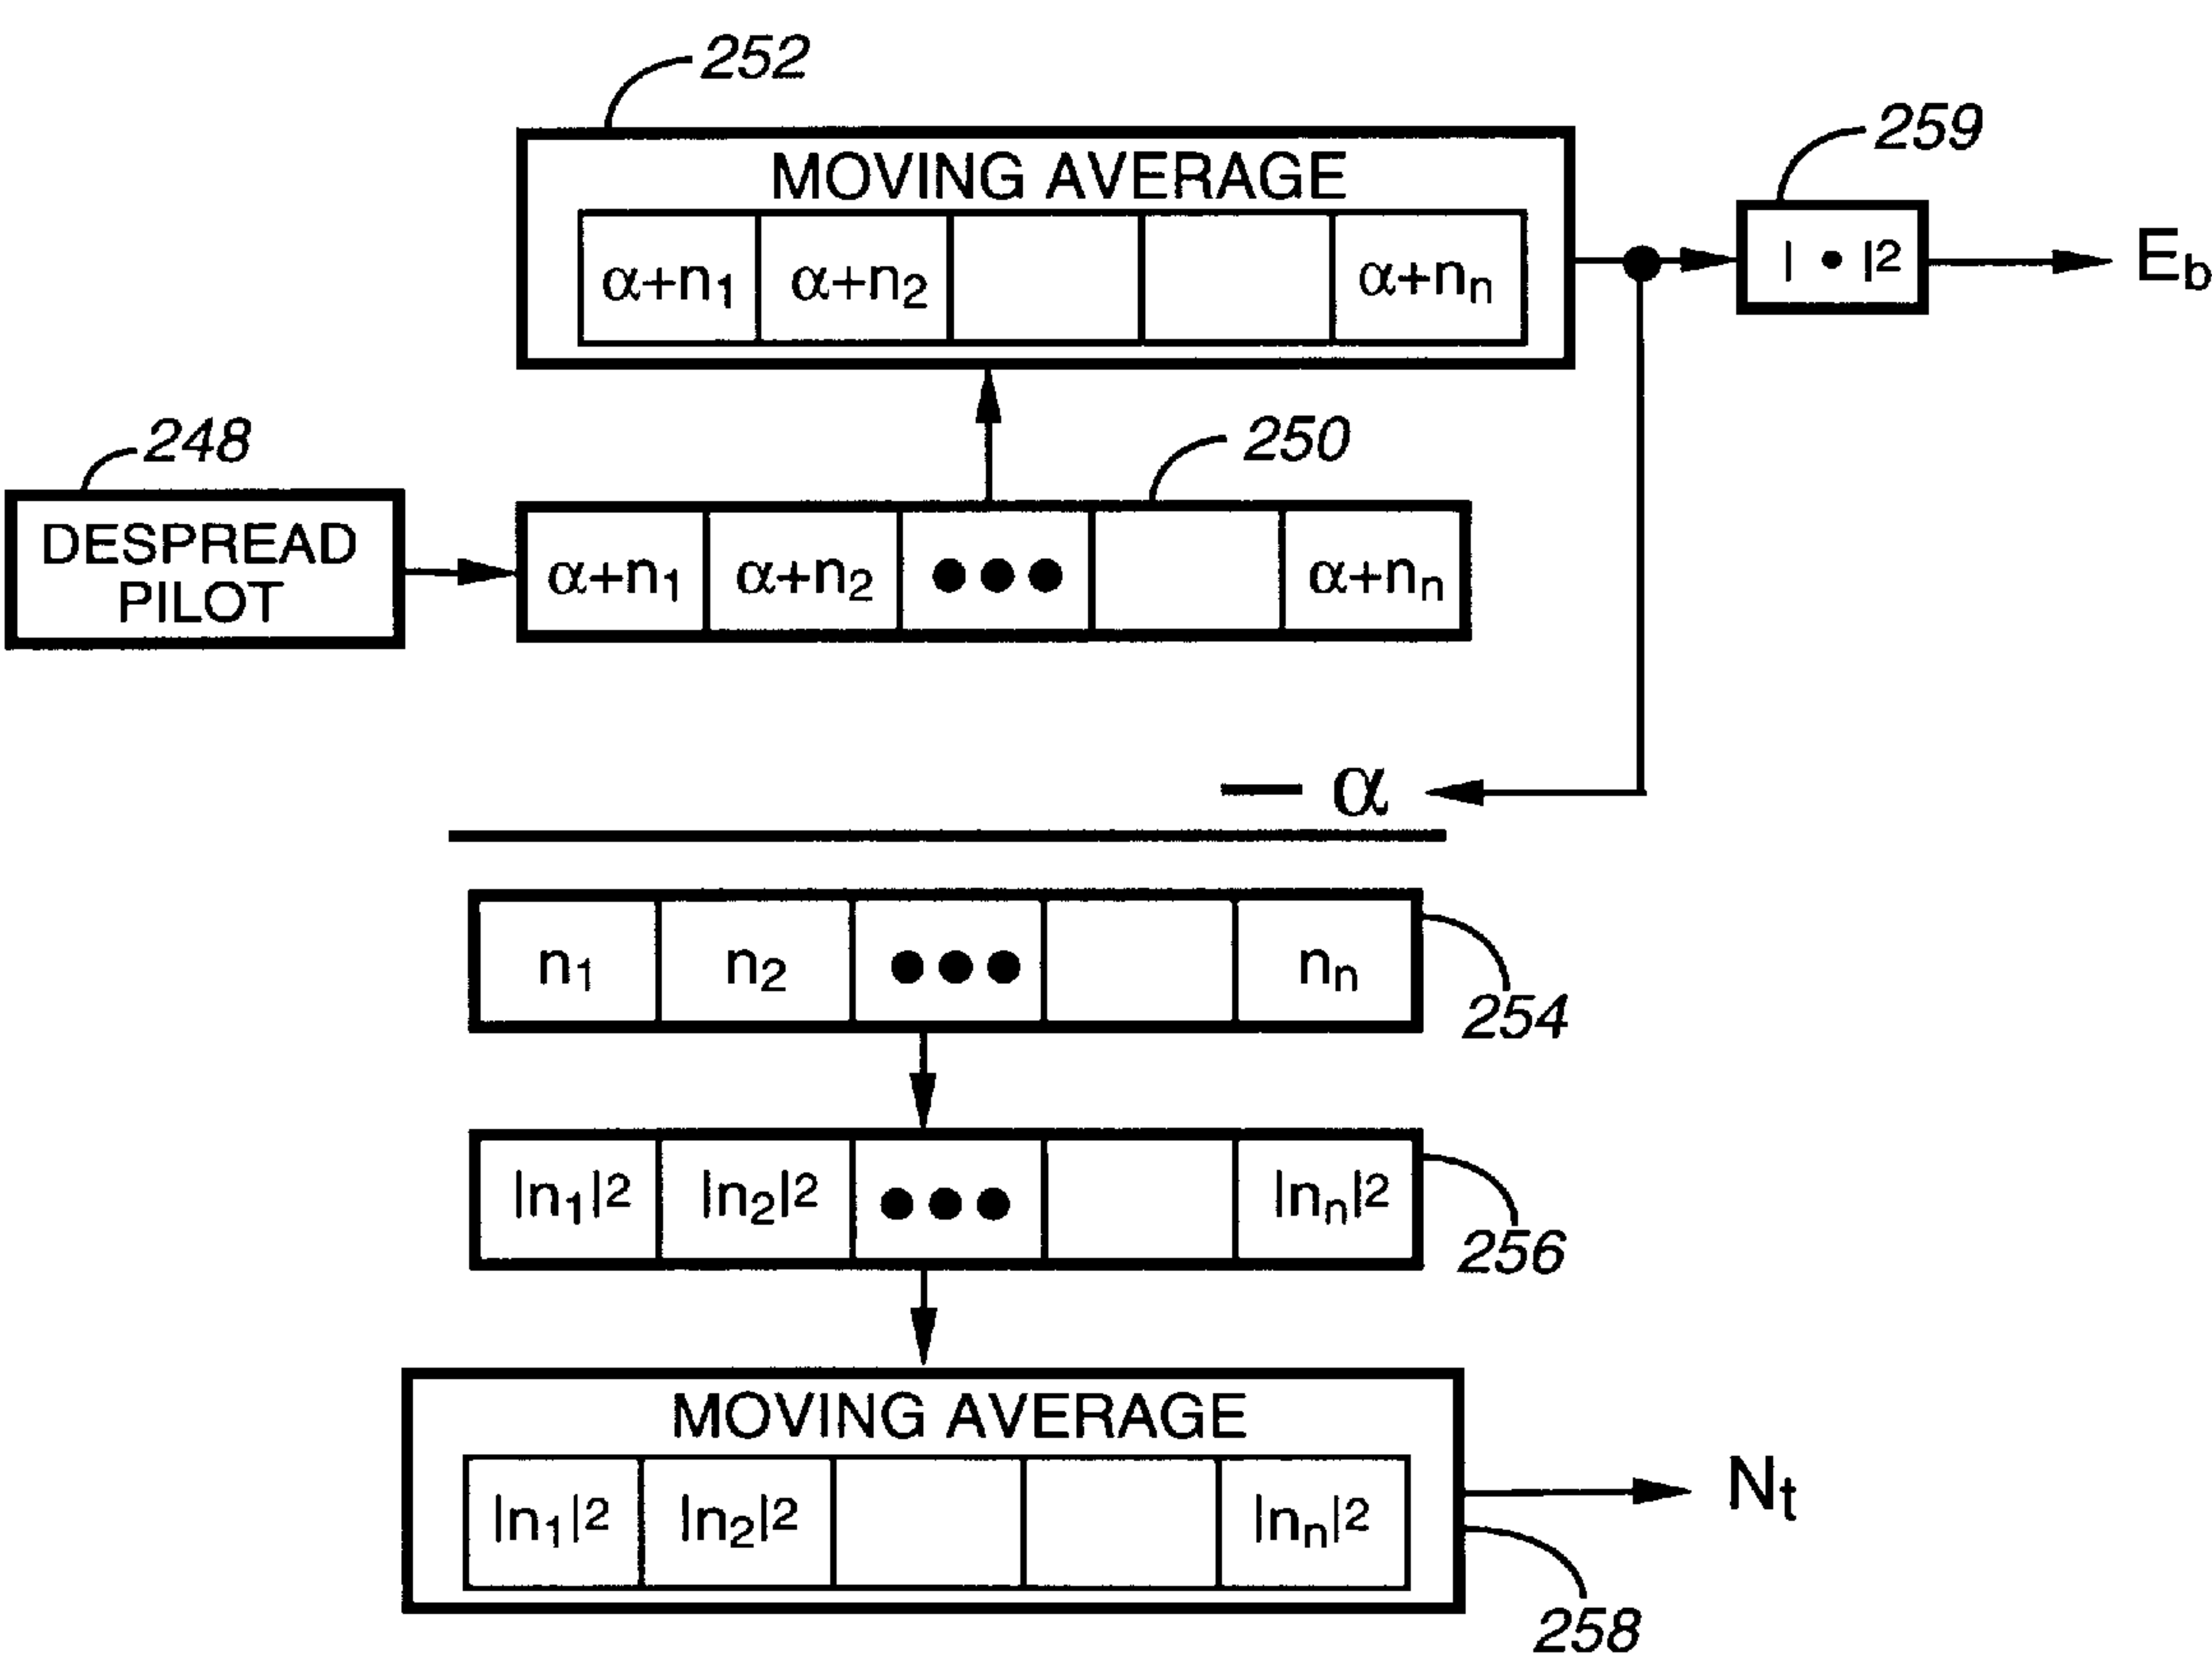 252
259
MOVING AVERAGE
α+n₁ α+n₂ α+nₙ
| • |² E_b
248
250
DESPREAD
PILOT
α+n₁ α+n₂ ●●● α+nₙ
— α
n₁ n₂ ●●● nₙ
254
|n₁|² |n₂|² ●●● |nₙ|²
256
MOVING AVERAGE
|n₁|² |n₂|² |nₙ|²
Nₜ
258